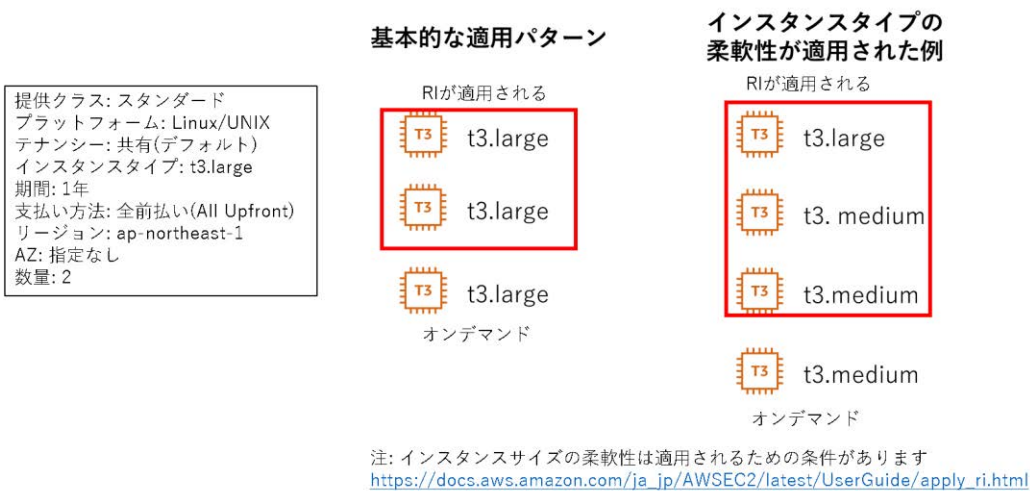 提供クラス: スタンダード
プラットフォーム: Linux/UNIX
テナンシー: 共有(デフォルト)
インスタンスタイプ: t3.large
期間: 1年
支払い方法: 全前払い(All Upfront)
リージョン: ap-northeast-1
AZ: 指定なし
数量: 2
基本的な適用パターン
RIが適用される
T3 t3.large
T3 t3.large
T3 t3.large
オンデマンド
インスタンスタイプの
柔軟性が適用された例
RIが適用される
T3 t3.large
T3 t3. medium
T3 t3.medium
T3 t3.medium
オンデマンド
注: インスタンスサイズの柔軟性は適用されるための条件があります
https://docs.aws.amazon.com/ja_jp/AWSEC2/latest/UserGuide/apply_ri.html